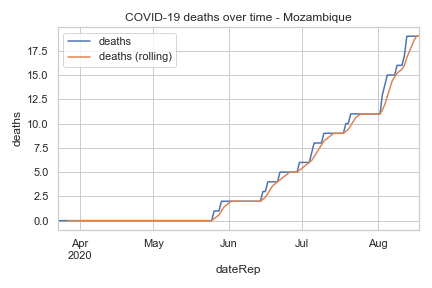 COVID-19 deaths over time - Mozambique
deaths
deaths (rolling)
17.5
15.0
12.5
10.0
7.5
5.0
2.5
0.0
deaths
Apr May Jun Jul Aug
2020
dateRep